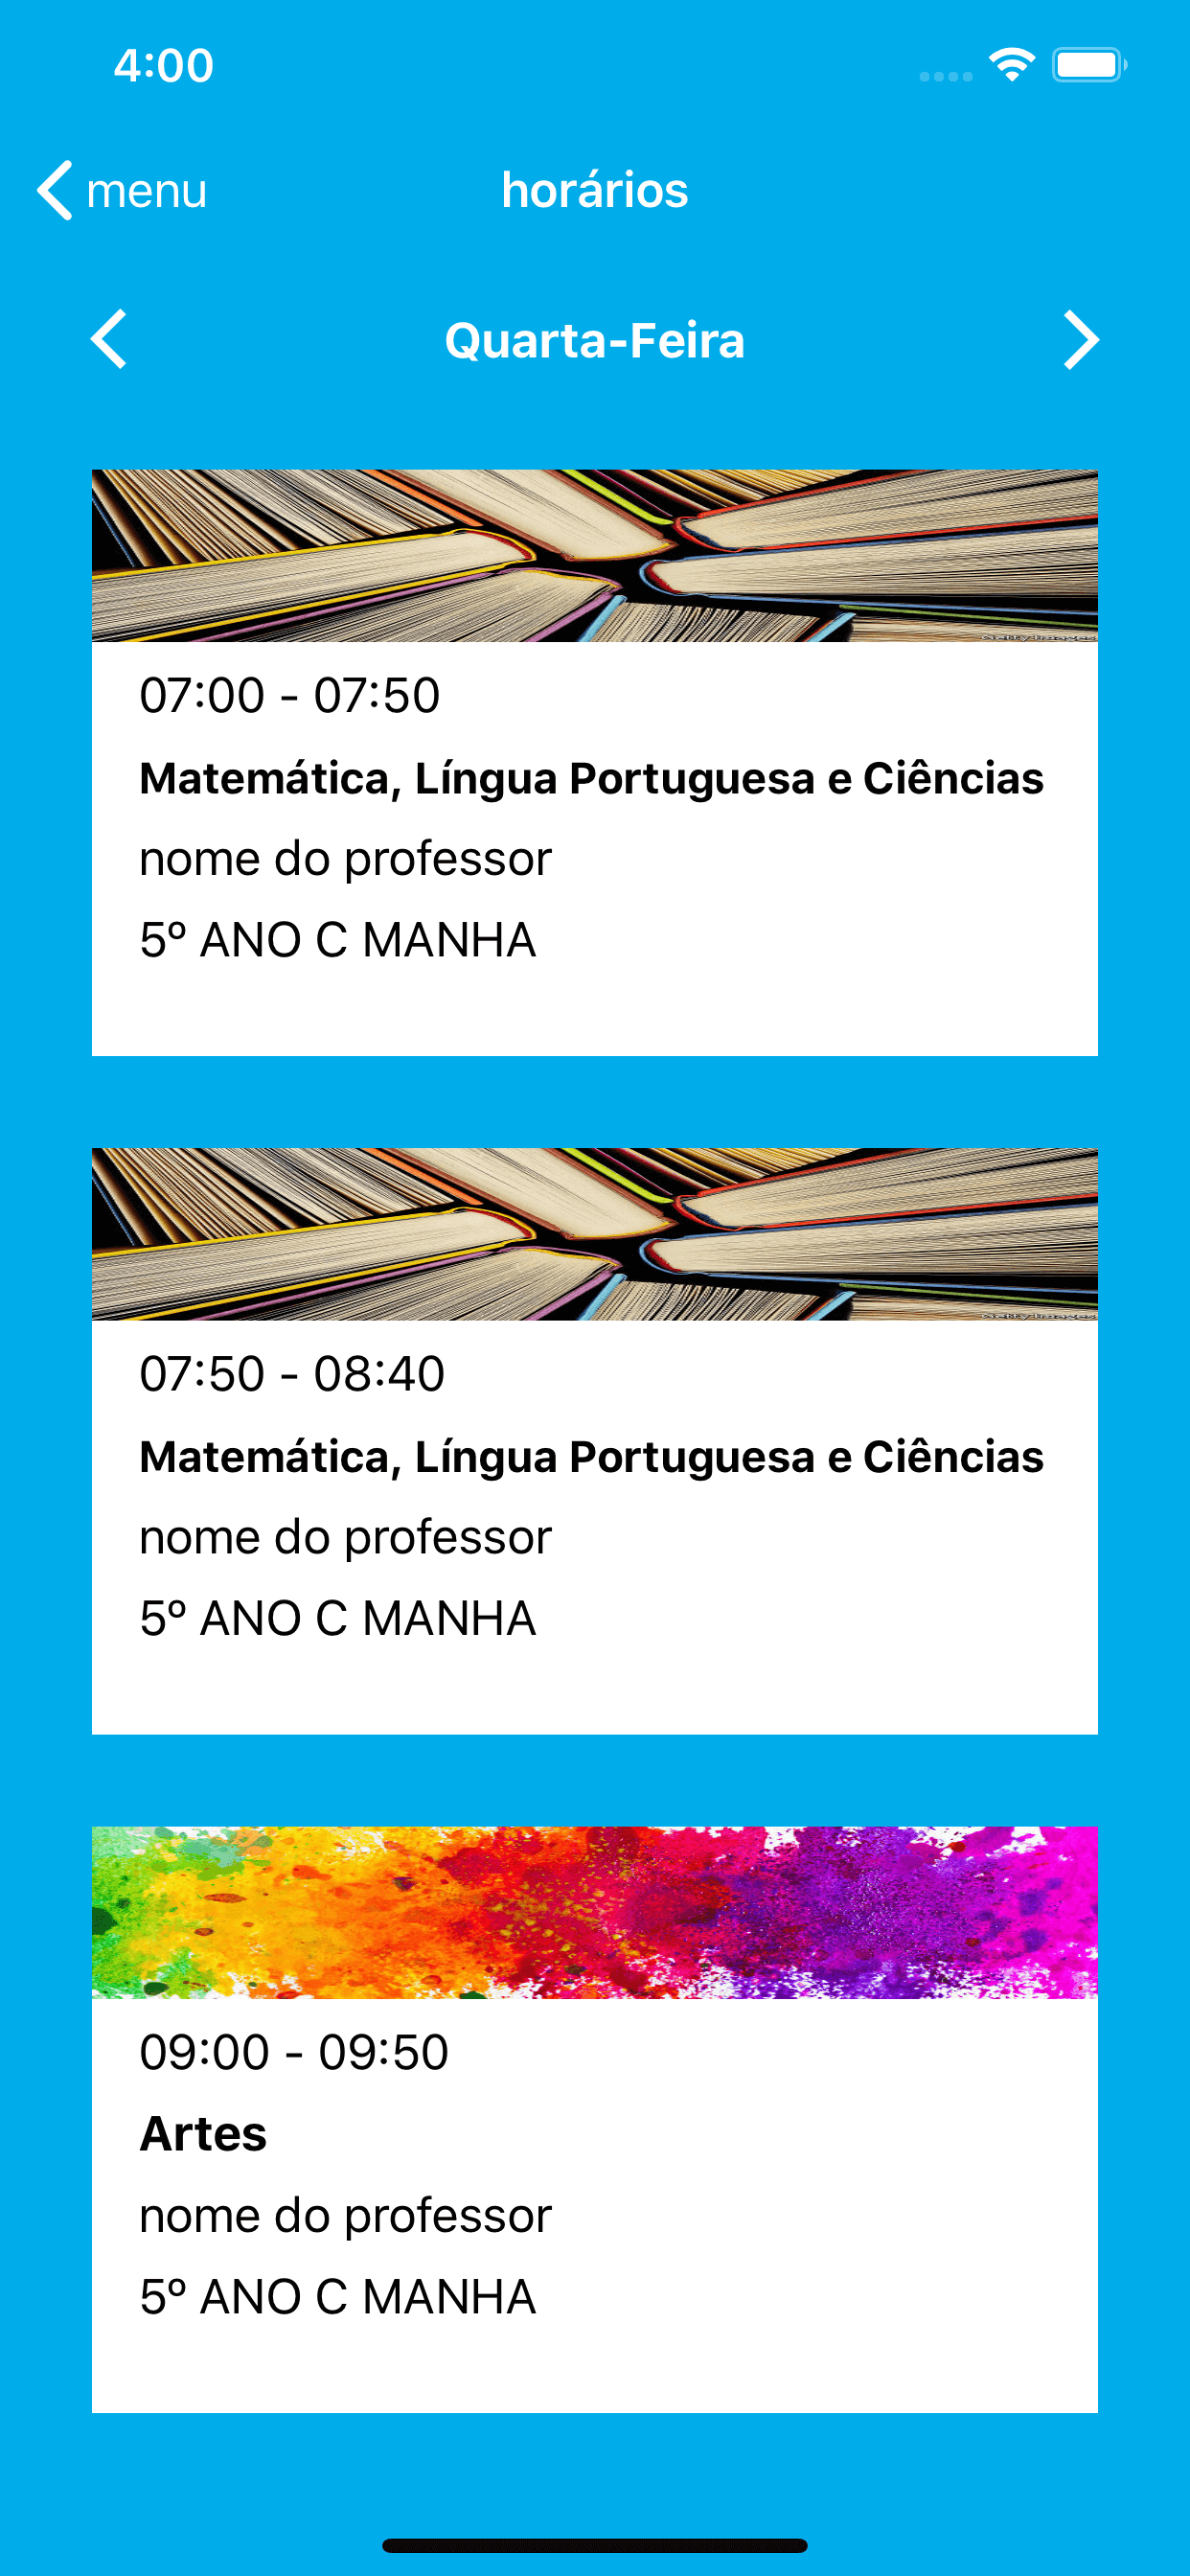 4:00
menu
horários
Quarta-Feira
07:00 - 07:50
Matemática, Língua Portuguesa e Ciências
nome do professor
5º ANO C MANHA
07:50 - 08:40
Matemática, Língua Portuguesa e Ciências
nome do professor
5º ANO C MANHA
09:00 - 09:50
Artes
nome do professor
5º ANO C MANHA